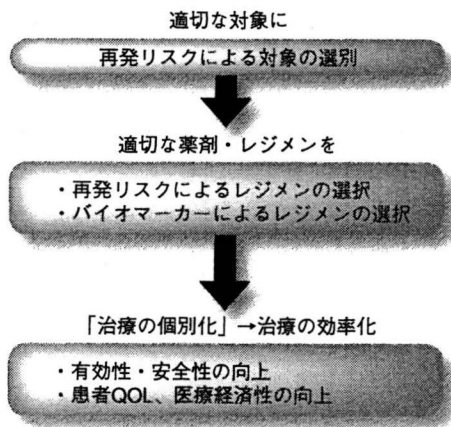 適切な対象に
再発リスクによる対象の選別
適切な薬剤・レジメンを
・再発リスクによるレジメンの選択
・バイオマーカーによるレジメンの選択
「治療の個別化」→治療の効率化
・有効性・安全性の向上
・患者QOL、医療経済性の向上